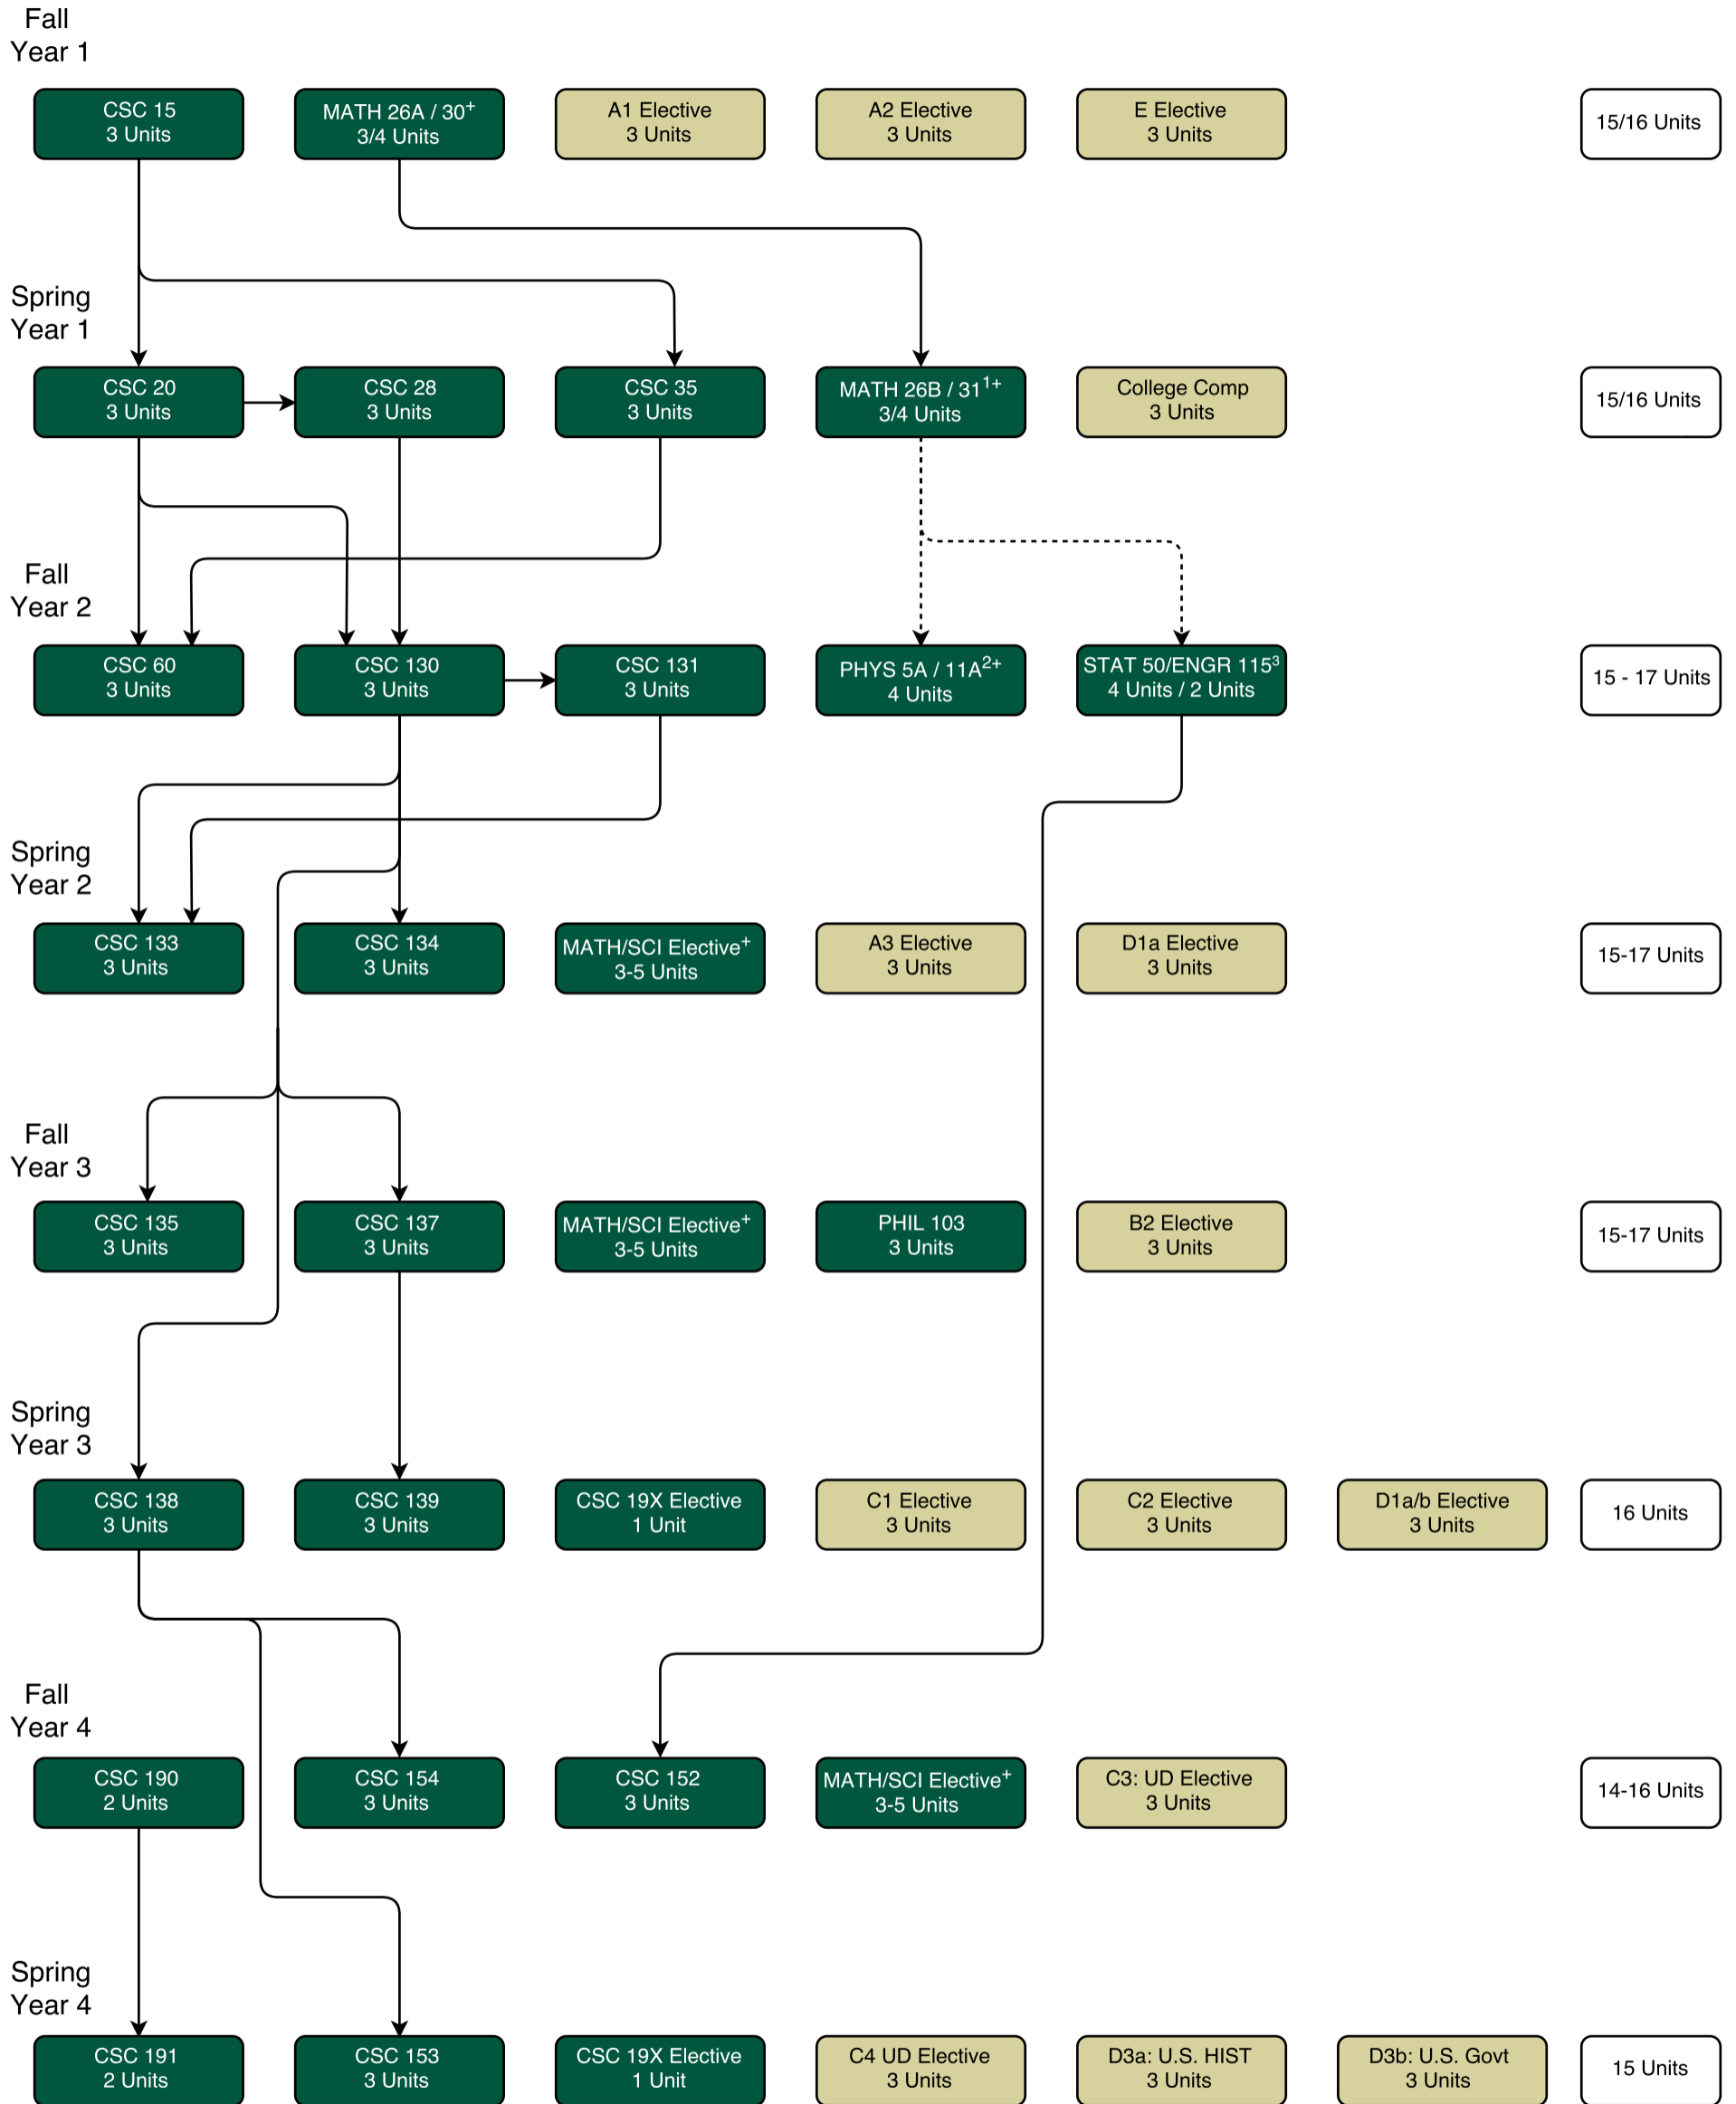 Fall
Year 1
CSC 15
3 Units
MATH 26A / 30+
3/4 Units
A1 Elective
3 Units
A2 Elective
3 Units
E Elective
3 Units
15/16 Units
Spring
Year 1
CSC 20
3 Units
CSC 28
3 Units
CSC 35
3 Units
MATH 26B / 311+
3/4 Units
College Comp
3 Units
15/16 Units
Fall
Year 2
CSC 60
3 Units
CSC 130
3 Units
CSC 131
3 Units
PHYS 5A / 11A2+
4 Units
STAT 50/ENGR 1153
4 Units / 2 Units
15 - 17 Units
Spring
Year 2
CSC 133
3 Units
CSC 134
3 Units
MATH/SCI Elective+
3-5 Units
A3 Elective
3 Units
D1a Elective
3 Units
15-17 Units
Fall
Year 3
CSC 135
3 Units
CSC 137
3 Units
MATH/SCI Elective+
3-5 Units
PHIL 103
3 Units
B2 Elective
3 Units
15-17 Units
Spring
Year 3
CSC 138
3 Units
CSC 139
3 Units
CSC 19X Elective
1 Unit
C1 Elective
3 Units
C2 Elective
3 Units
D1a/b Elective
3 Units
16 Units
Fall
Year 4
CSC 190
2 Units
CSC 154
3 Units
CSC 152
3 Units
MATH/SCI Elective+
3-5 Units
C3: UD Elective
3 Units
14-16 Units
Spring
Year 4
CSC 191
2 Units
CSC 153
3 Units
CSC 19X Elective
1 Unit
C4 UD Elective
3 Units
D3a: U.S. HIST
3 Units
D3b: U.S. Govt
3 Units
15 Units